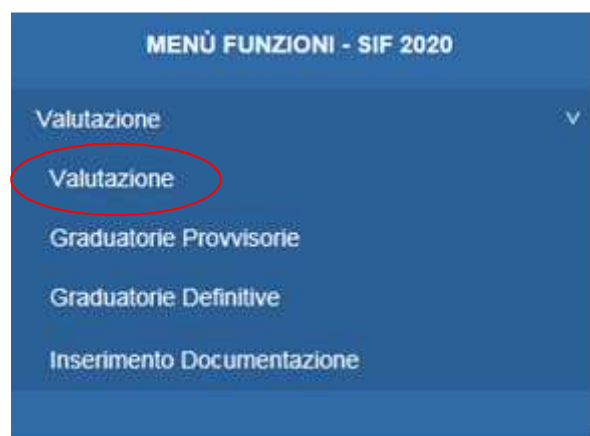 MENÙ FUNZIONI - SIF 2020
Valutazione
Valutazione
Graduatorie Provvisorie
Graduatorie Definitive
Inserimento Documentazione